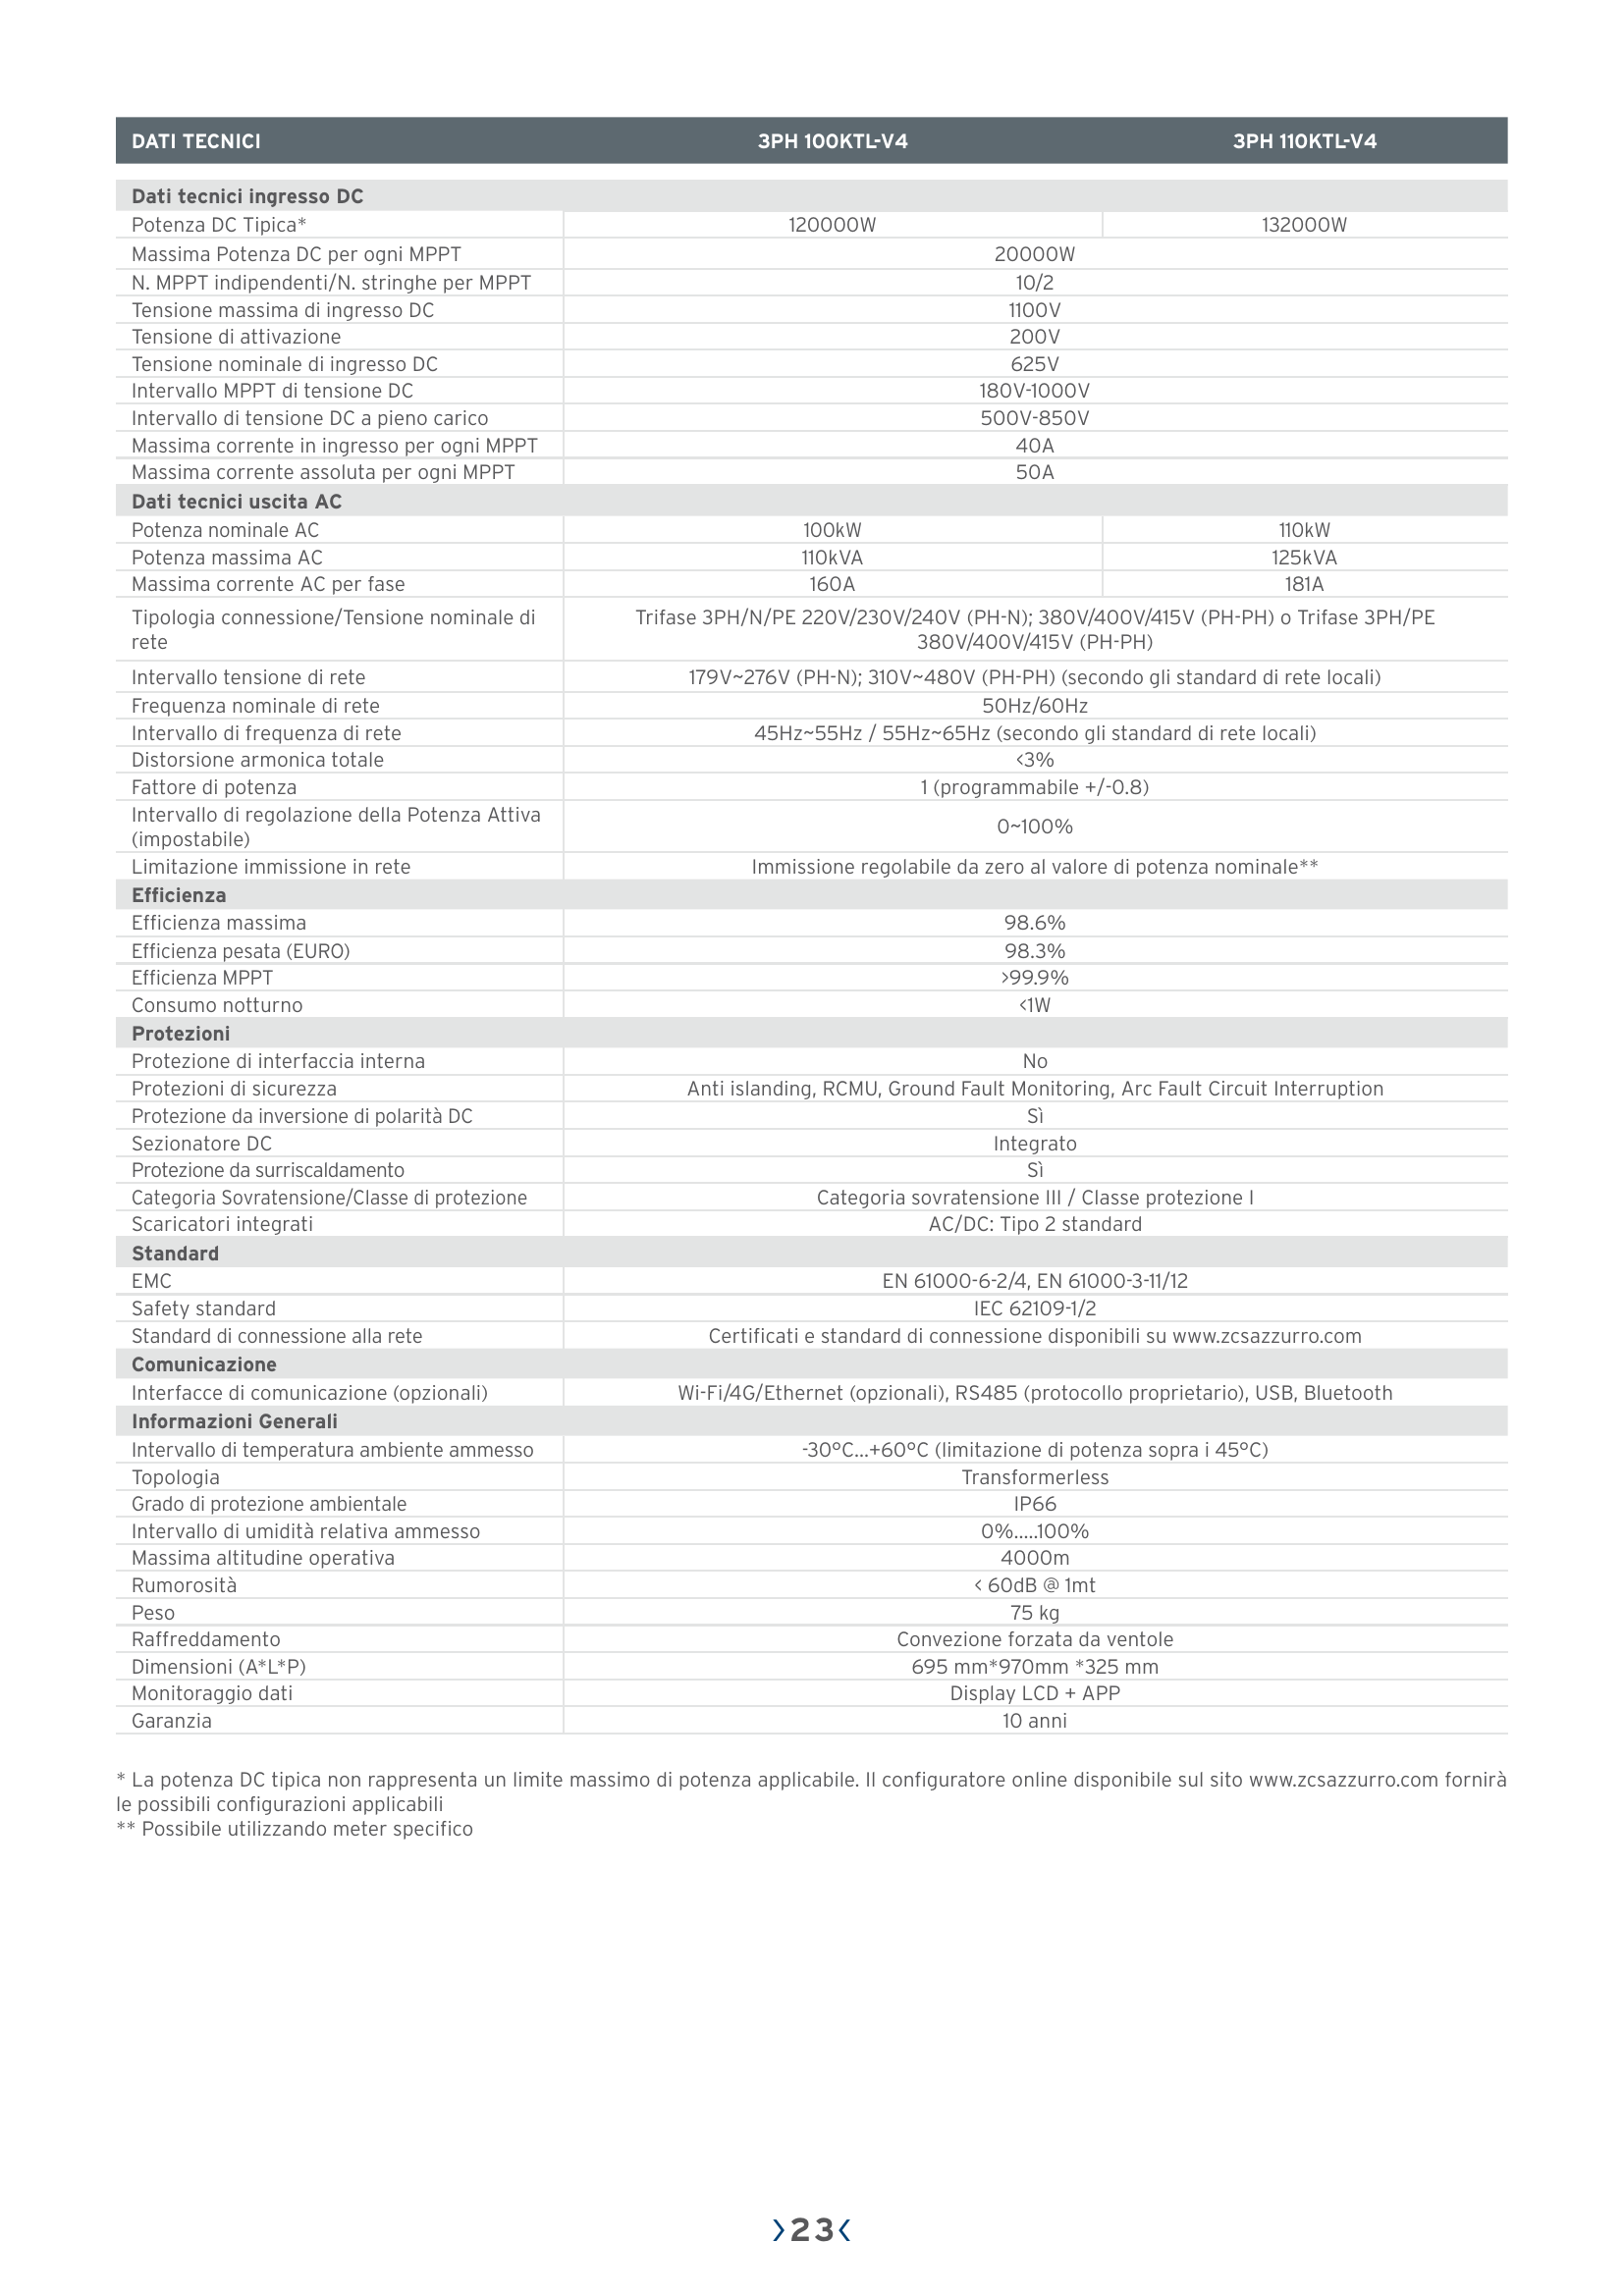 DATI TECNICI 3PH 100KTL-V4 3PH 110KTL-V4
Dati tecnici ingresso DC
Potenza DC Tipica* 120000W 132000W
Massima Potenza DC per ogni MPPT 20000W
N. MPPT indipendenti/N. stringhe per MPPT 10/2
Tensione massima di ingresso DC 1100V
Tensione di attivazione 200V
Tensione nominale di ingresso DC 625V
Intervallo MPPT di tensione DC 180V-1000V
Intervallo di tensione DC a pieno carico 500V-850V
Massima corrente in ingresso per ogni MPPT 40A
Massima corrente assoluta per ogni MPPT 50A
Dati tecnici uscita AC
Potenza nominale AC 100kW 110kW
Potenza massima AC 110kVA 125kVA
Massima corrente AC per fase 160A 181A
Tipologia connessione/Tensione nominale di
rete
Trifase 3PH/N/PE 220V/230V/240V (PH-N); 380V/400V/415V (PH-PH) o Trifase 3PH/PE
380V/400V/415V (PH-PH)
Intervallo tensione di rete 179V~276V (PH-N); 310V~480V (PH-PH) (secondo gli standard di rete locali)
Frequenza nominale di rete 50Hz/60Hz
Intervallo di frequenza di rete 45Hz~55Hz / 55Hz~65Hz (secondo gli standard di rete locali)
Distorsione armonica totale <3%
Fattore di potenza 1 (programmabile +/-0.8)
Intervallo di regolazione della Potenza Attiva
(impostabile)
0~100%
Limitazione immissione in rete Immissione regolabile da zero al valore di potenza nominale**
Efficienza
Efficienza massima 98.6%
Efficienza pesata (EURO) 98.3%
Efficienza MPPT >99.9%
Consumo notturno <1W
Protezioni
Protezione di interfaccia interna No
Protezioni di sicurezza Anti islanding, RCMU, Ground Fault Monitoring, Arc Fault Circuit Interruption
Protezione da inversione di polarità DC Sì
Sezionatore DC Integrato
Protezione da surriscaldamento Sì
Categoria Sovratensione/Classe di protezione Categoria sovratensione III / Classe protezione I
Scaricatori integrati AC/DC: Tipo 2 standard
Standard
EMC EN 61000-6-2/4, EN 61000-3-11/12
Safety standard IEC 62109-1/2
Standard di connessione alla rete Certificati e standard di connessione disponibili su www.zcsazzurro.com
Comunicazione
Interfacce di comunicazione (opzionali) Wi-Fi/4G/Ethernet (opzionali), RS485 (protocollo proprietario), USB, Bluetooth
Informazioni Generali
Intervallo di temperatura ambiente ammesso -30°C...+60°C (limitazione di potenza sopra i 45°C)
Topologia Transformerless
Grado di protezione ambientale IP66
Intervallo di umidità relativa ammesso 0%.....100%
Massima altitudine operativa 4000m
Rumorosità < 60dB @ 1mt
Peso 75 kg
Raffreddamento Convezione forzata da ventole
Dimensioni (A*L*P) 695 mm*970mm *325 mm
Monitoraggio dati Display LCD + APP
Garanzia 10 anni
* La potenza DC tipica non rappresenta un limite massimo di potenza applicabile. Il configuratore online disponibile sul sito www.zcsazzurro.com fornirà
le possibili configurazioni applicabili
** Possibile utilizzando meter specifico
23